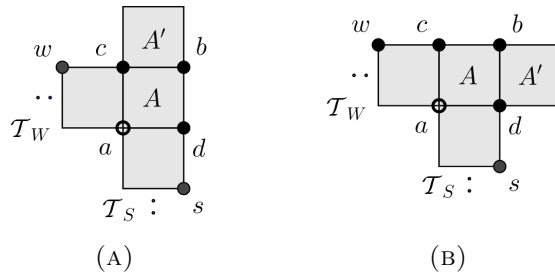 w c A′ b
A
𝒯_W a d
𝒯_S s
(A)
w c b
A A′
𝒯_W a d
𝒯_S s
(B)